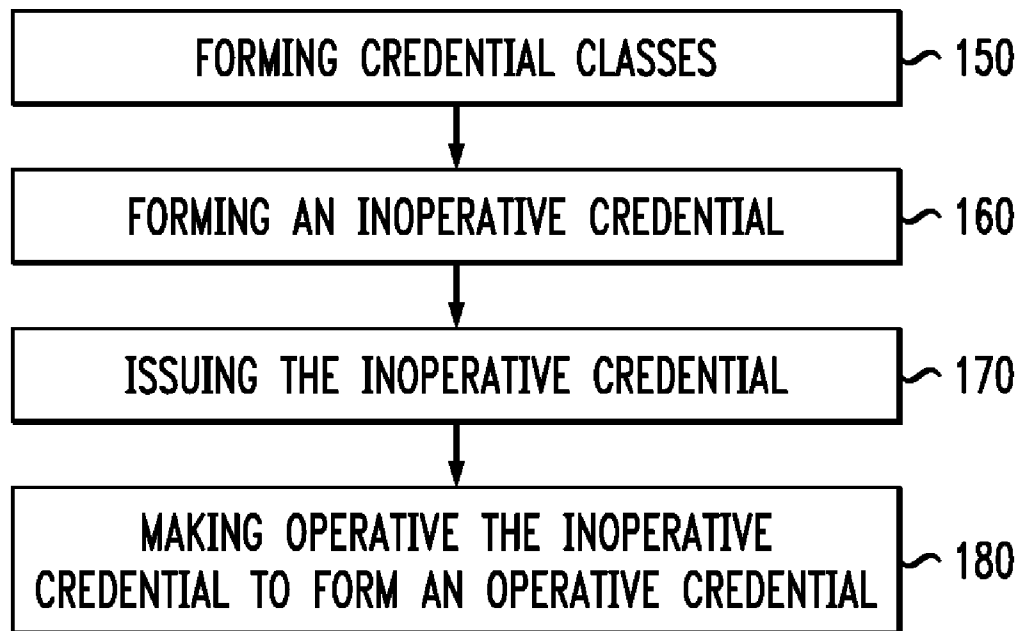 FORMING CREDENTIAL CLASSES 150
FORMING AN INOPERATIVE CREDENTIAL 160
ISSUING THE INOPERATIVE CREDENTIAL 170
MAKING OPERATIVE THE INOPERATIVE
CREDENTIAL TO FORM AN OPERATIVE CREDENTIAL 180